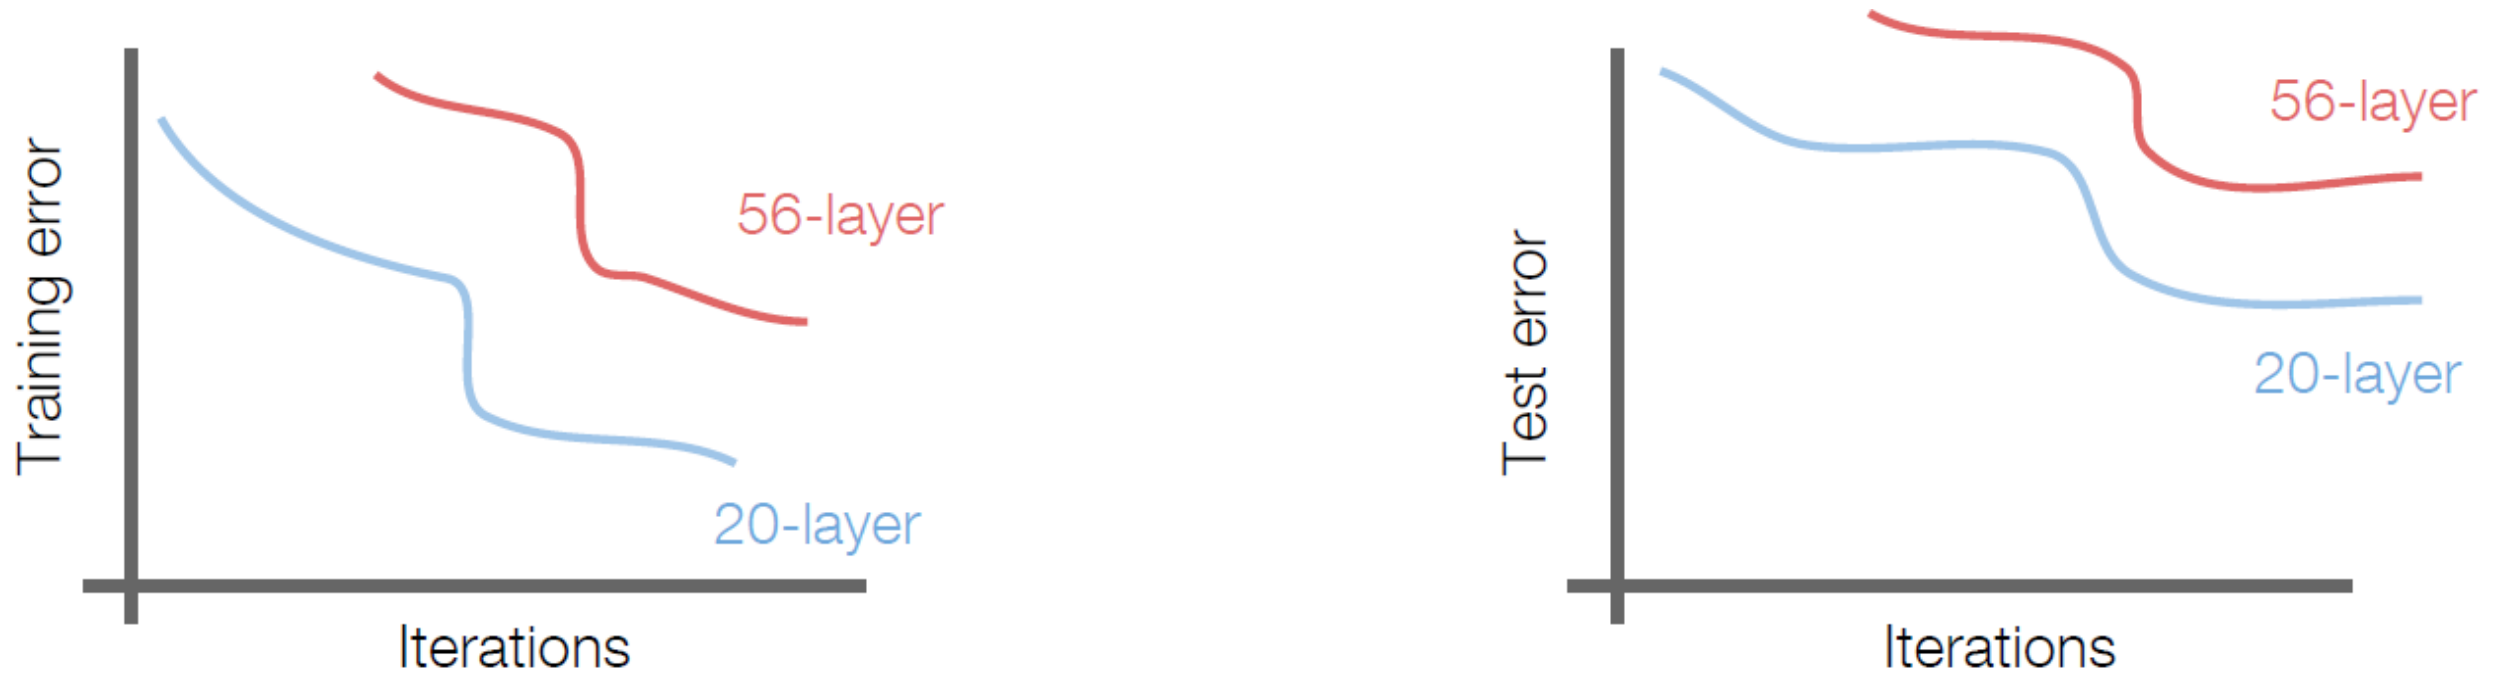 Training error
56-layer
20-layer
Iterations
Test error
56-layer
20-layer
Iterations